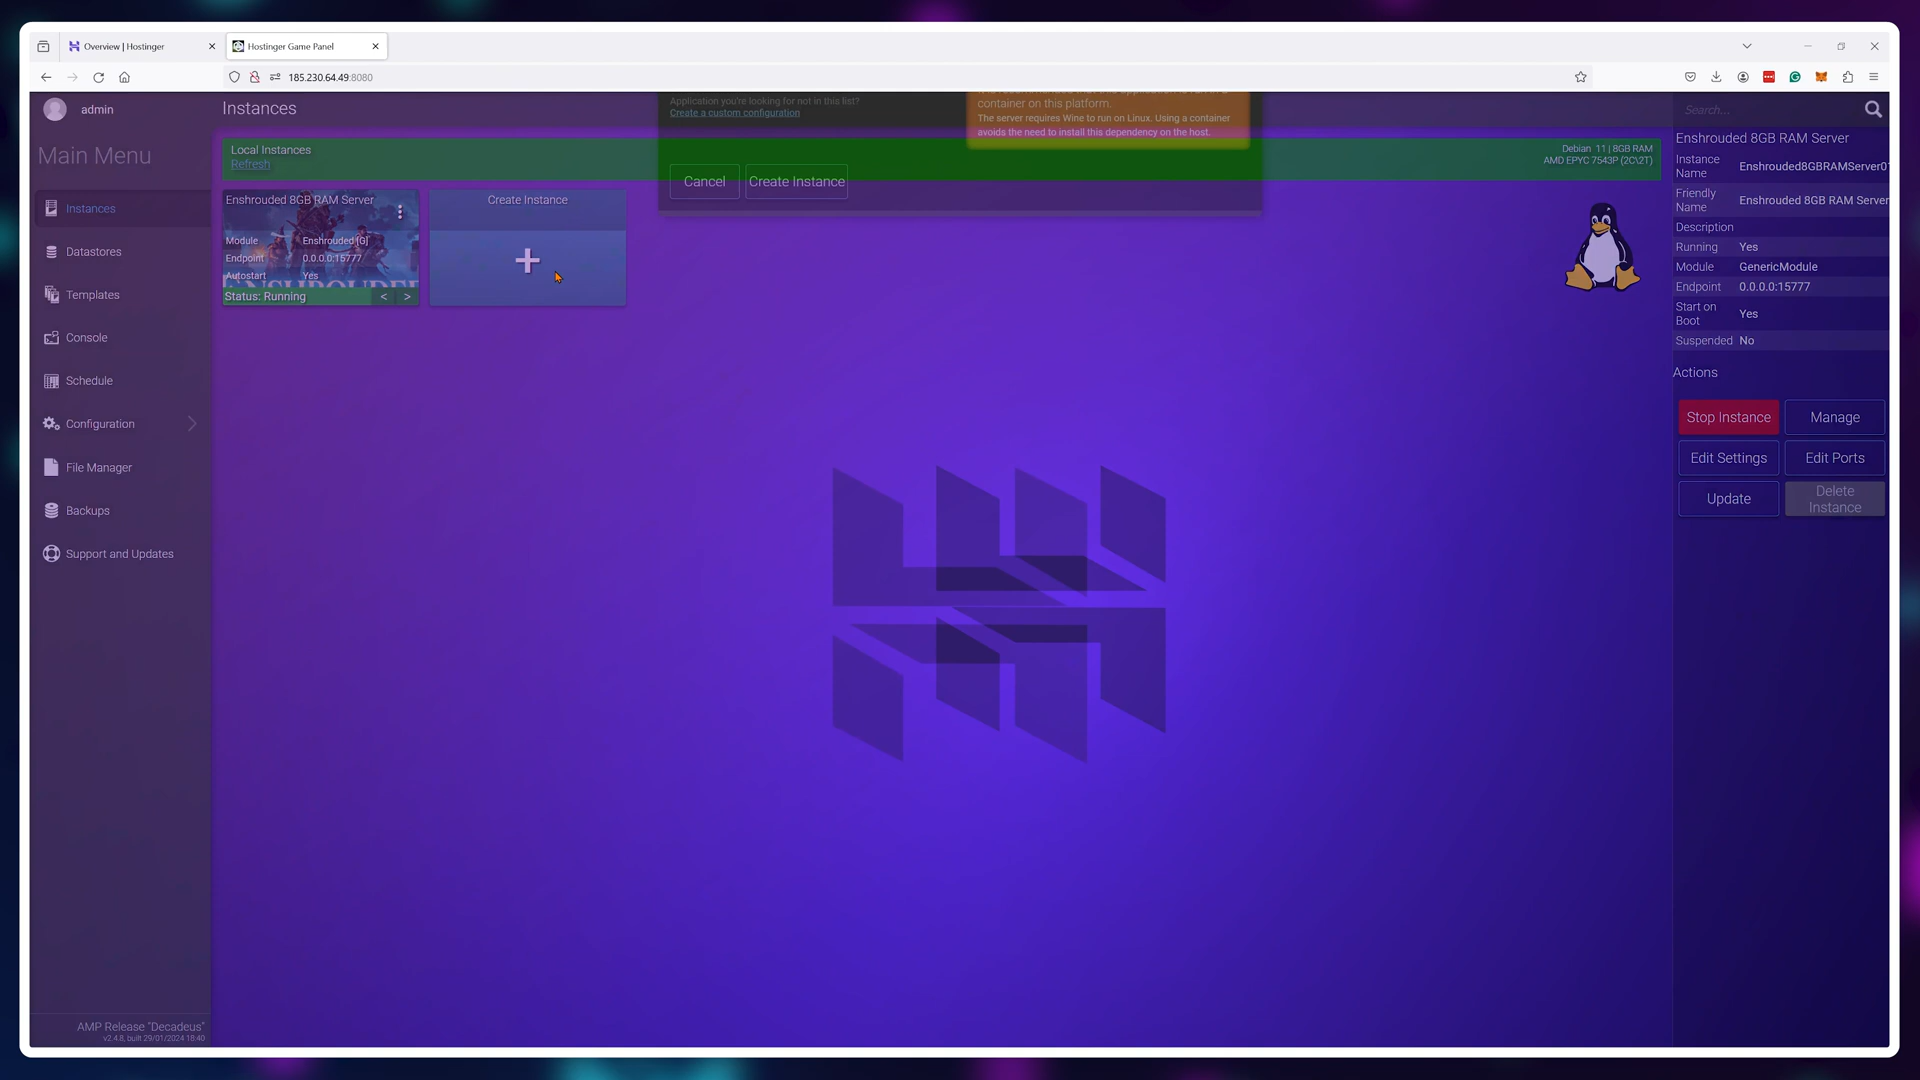 Overview | Hostinger
Hostinger Game Panel
185.230.64.49:8080
admin
Main Menu
Instances
Datastores
Templates
Console
Schedule
Configuration
File Manager
Backups
Support and Updates
AMP Release "Decadeus"
v2.4.8, built 29/01/2024 18:40
Instances
Local Instances
Refresh
Debian 11 | 8GB RAM
AMD EPYC 7543P (2C\2T)
Enshrouded 8GB RAM Server
Module Enshrouded [G]
Endpoint 0.0.0.0:15777
Autostart Yes
ENSHROUDED
Status: Running < >
Create Instance
Application you're looking for not in this list?
Create a custom configuration
container on this platform.
The server requires Wine to run on Linux. Using a container
avoids the need to install this dependency on the host.
Cancel
Create Instance
Search...
Enshrouded 8GB RAM Server
Instance Name Enshrouded8GBRAMServer0
Friendly Name Enshrouded 8GB RAM Server
Description
Running Yes
Module GenericModule
Endpoint 0.0.0.0:15777
Start on Boot Yes
Suspended No
Actions
Stop Instance
Manage
Edit Settings
Edit Ports
Update
Delete Instance